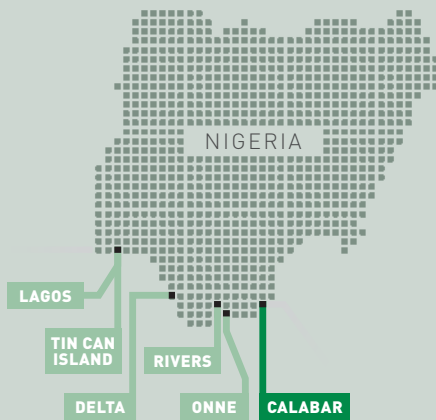 NIGERIA
LAGOS
TIN CAN
ISLAND
RIVERS
DELTA
ONNE
CALABAR